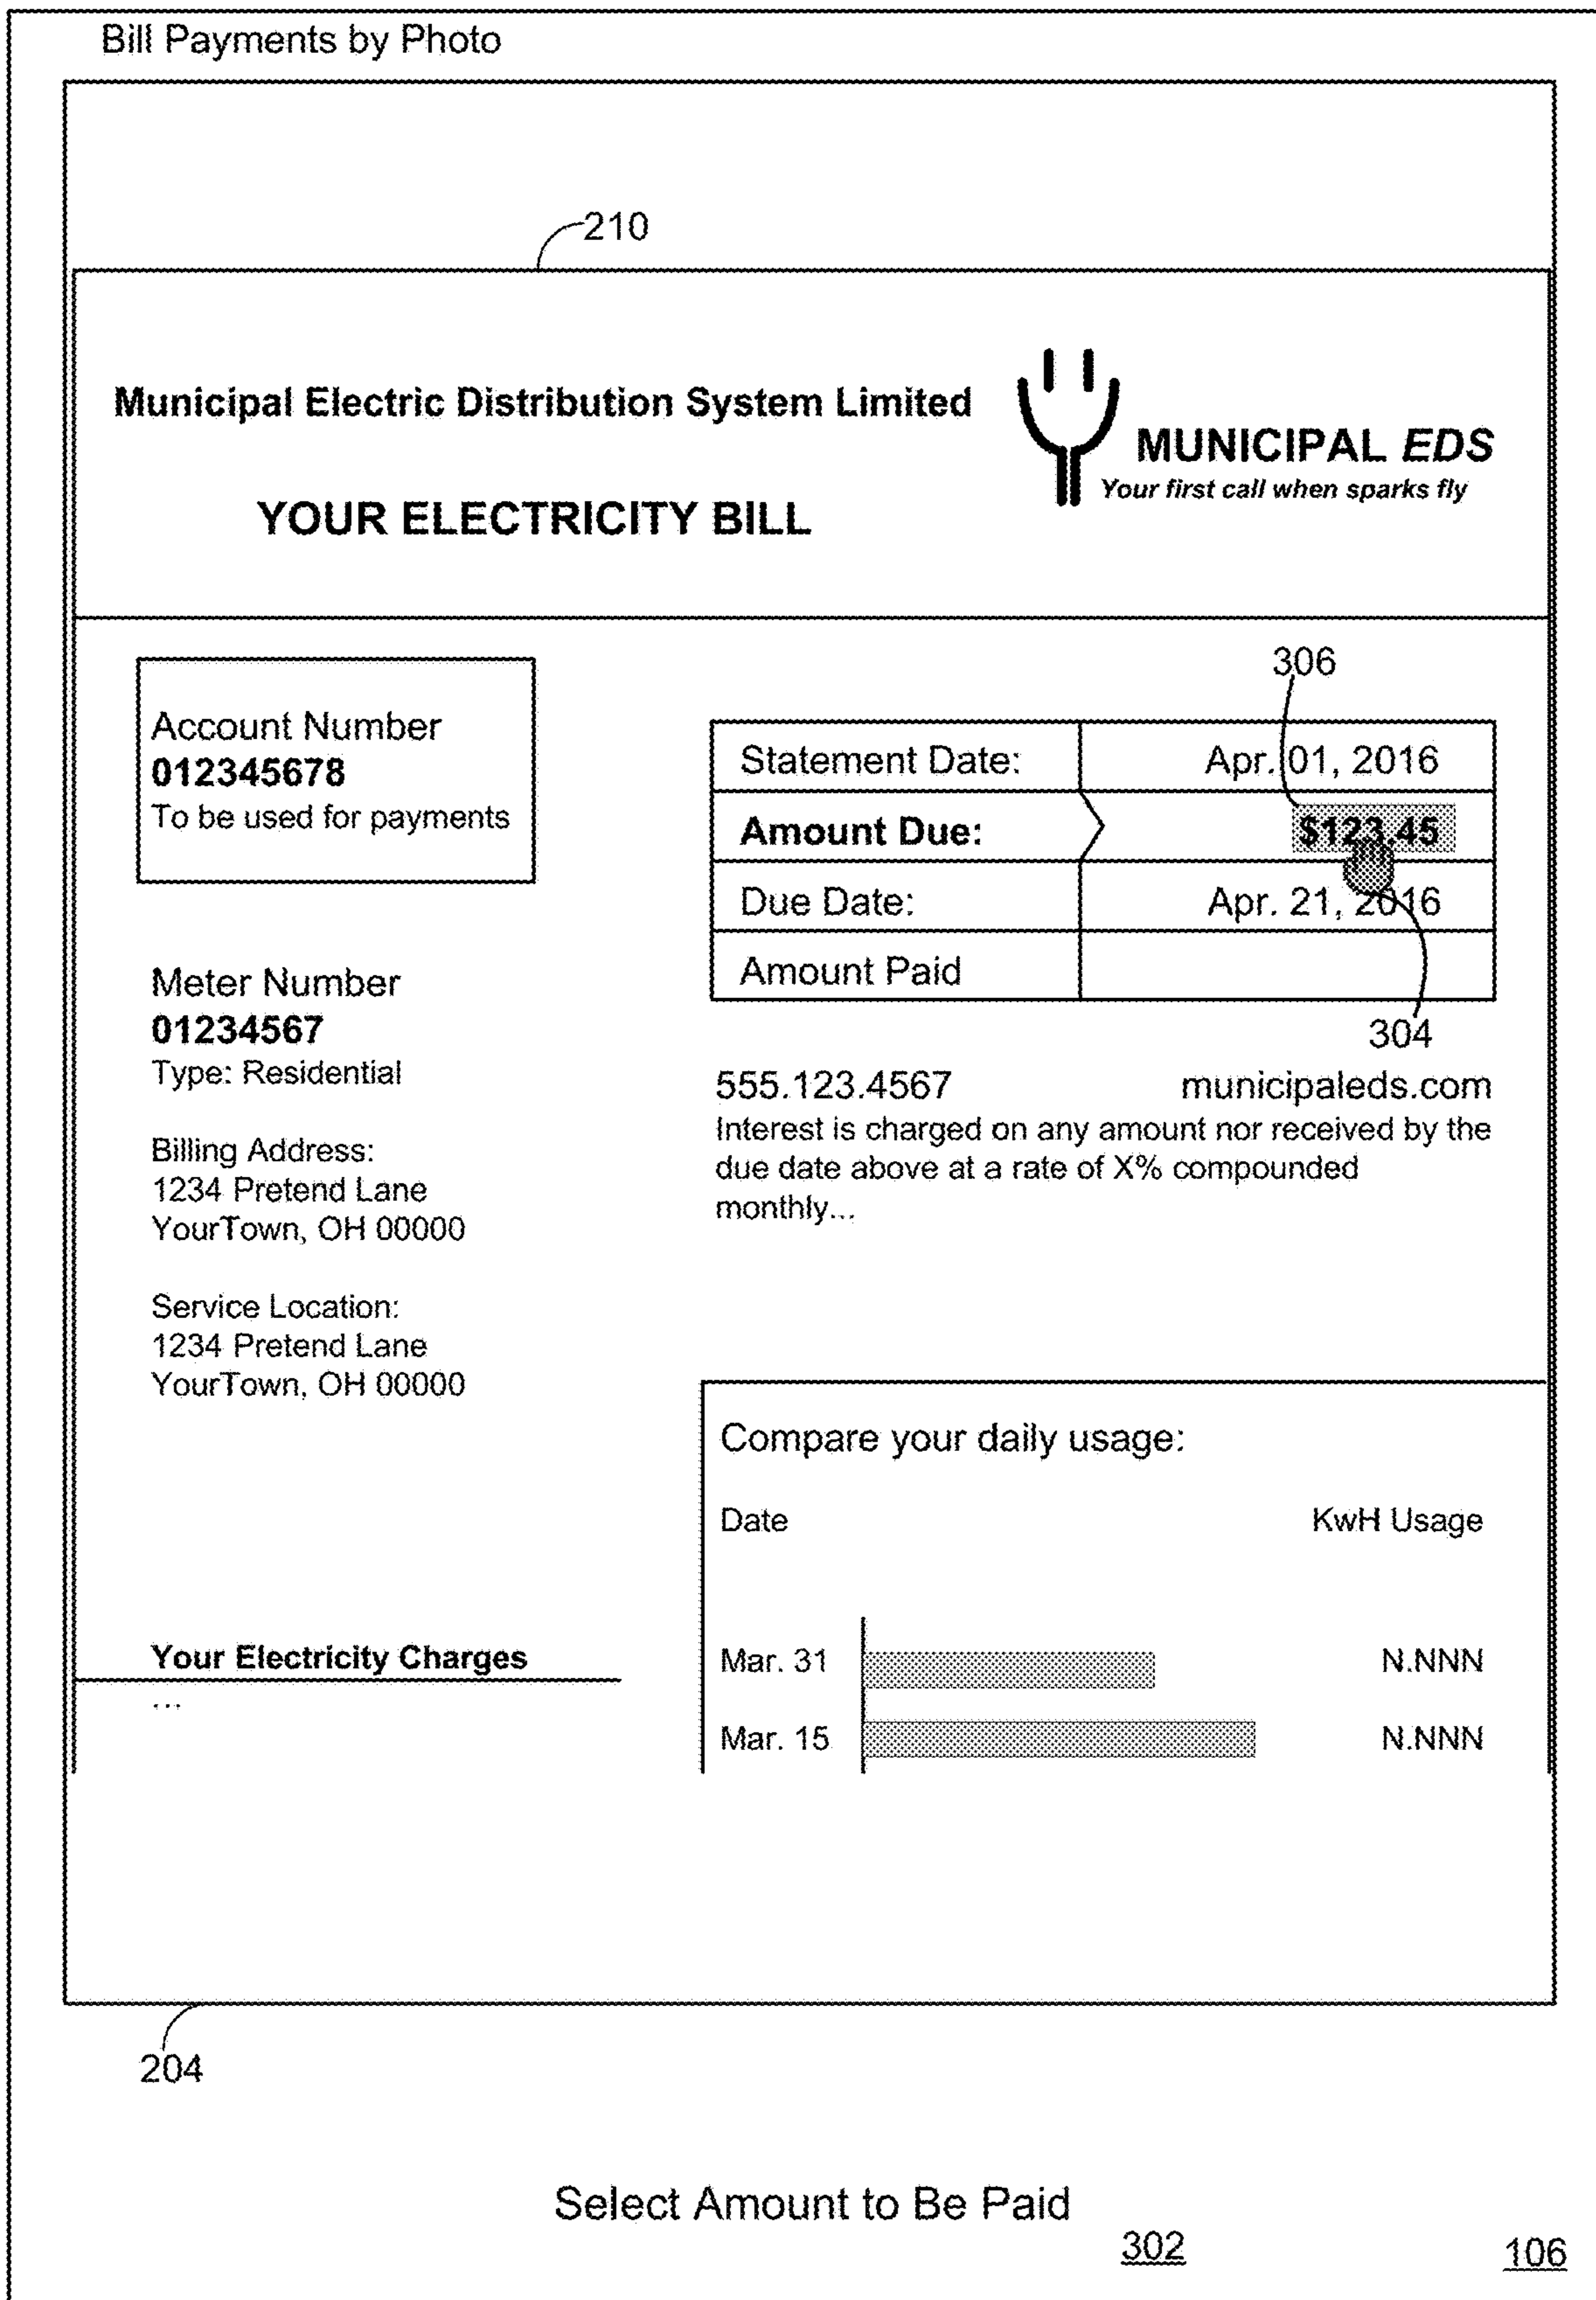 Bill Payments by Photo
210
Municipal Electric Distribution System Limited
MUNICIPAL EDS
Your first call when sparks fly
YOUR ELECTRICITY BILL
306
Account Number
012345678
To be used for payments
Statement Date: Apr. 01, 2016
Amount Due: $123.45
Due Date: Apr. 21, 2016
Amount Paid
304
Meter Number
01234567
Type: Residential
Billing Address:
1234 Pretend Lane
YourTown, OH 00000
Service Location:
1234 Pretend Lane
YourTown, OH 00000
555.123.4567 municipaleds.com
Interest is charged on any amount nor received by the
due date above at a rate of X% compounded
monthly...
Compare your daily usage:
Date KwH Usage
Mar. 31 N.NNN
Mar. 15 N.NNN
Your Electricity Charges
...
204
Select Amount to Be Paid
302
106